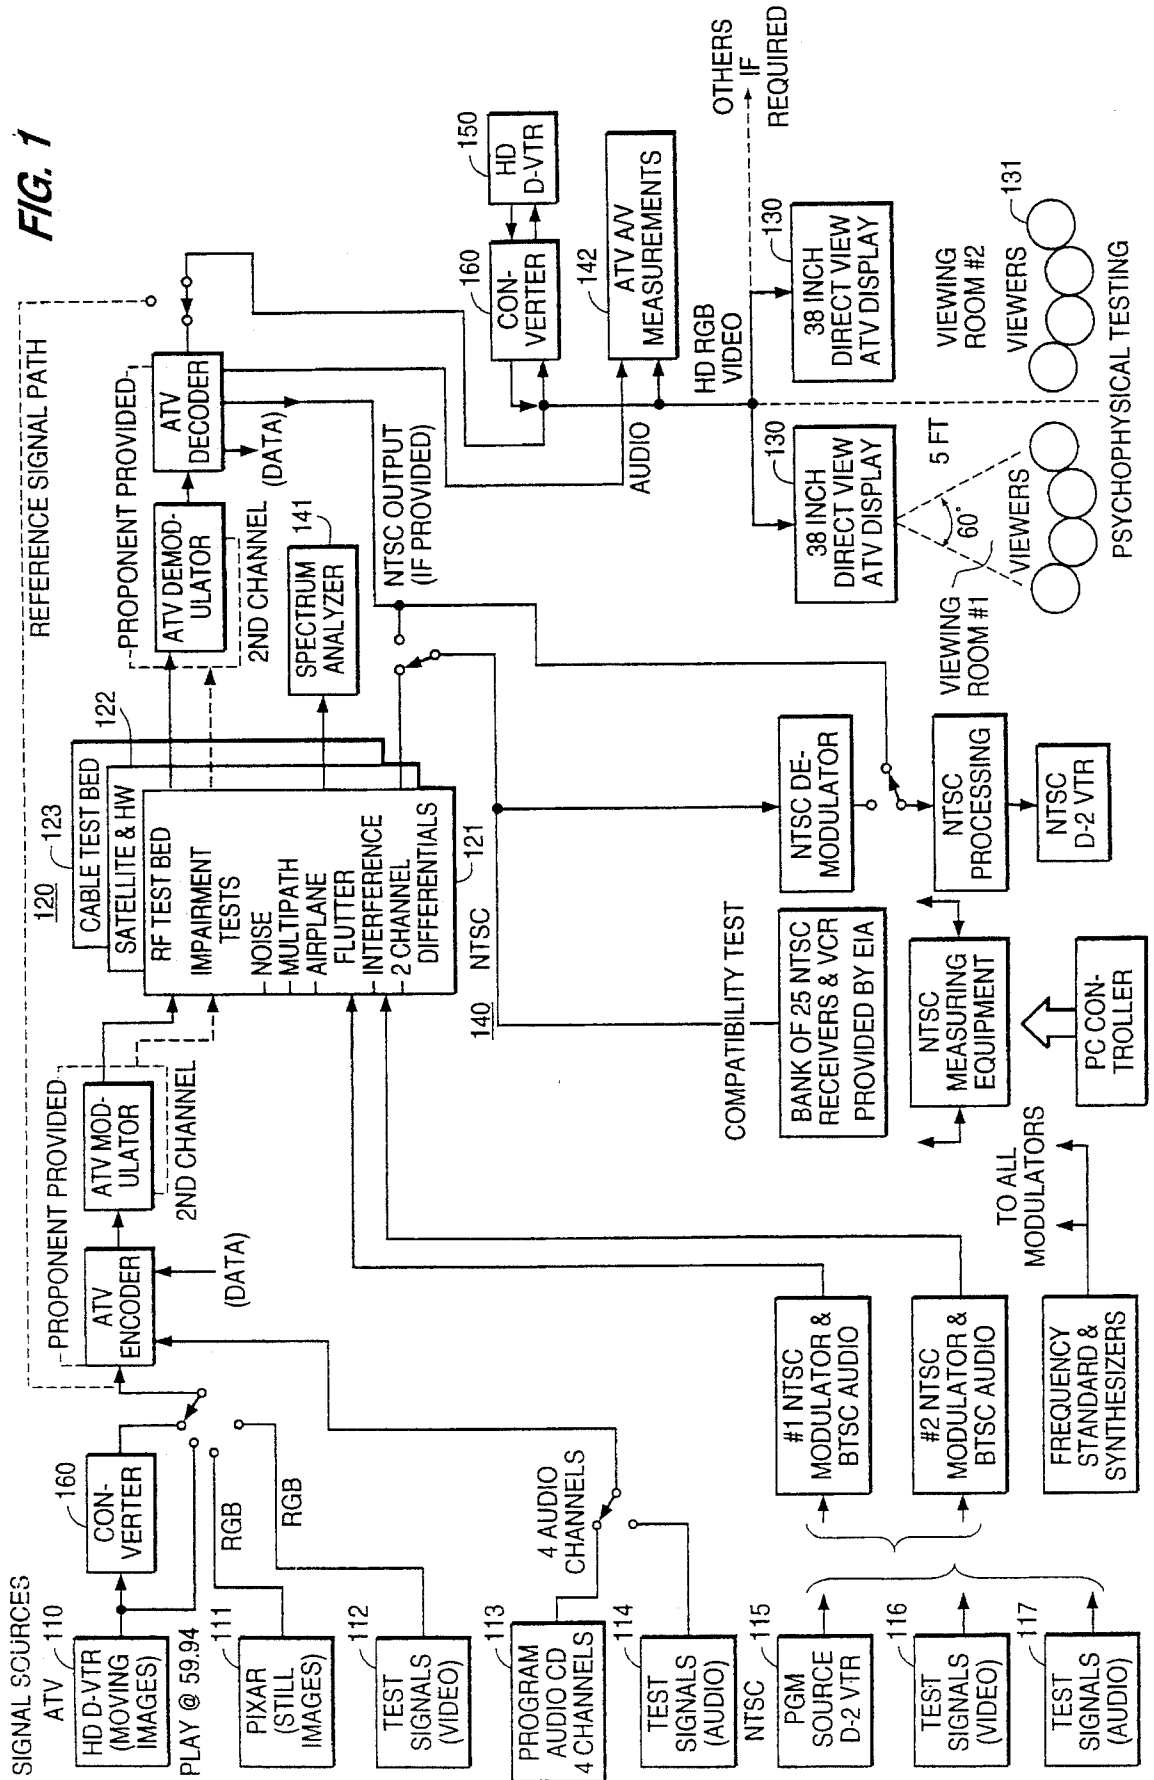 FIG. 1
SIGNAL SOURCES
ATV
110
HD D-VTR
(MOVING
IMAGES)
PLAY @ 59.94
160
CON-
VERTER
111
PIXAR
(STILL
IMAGES)
RGB
RGB
112
TEST
SIGNALS
(VIDEO)
113
PROGRAM
AUDIO CD
4 CHANNELS
4 AUDIO
CHANNELS
114
TEST
SIGNALS
(AUDIO)
NTSC
115
PGM
SOURCE
D-2 VTR
116
TEST
SIGNALS
(VIDEO)
117
TEST
SIGNALS
(AUDIO)
REFERENCE SIGNAL PATH
PROPONENT PROVIDED
ATV
ENCODER
(DATA)
ATV MOD-
ULATOR
2ND CHANNEL
#1 NTSC
MODULATOR &
BTSC AUDIO
#2 NTSC
MODULATOR &
BTSC AUDIO
FREQUENCY
STANDARD &
SYNTHESIZERS
TO ALL
MODULATORS
120
123
CABLE TEST BED
122
SATELLITE & HW
RF TEST BED
IMPAIRMENT
TESTS
–NOISE
–MULTIPATH
–AIRPLANE
FLUTTER
–INTERFERENCE
–2 CHANNEL
DIFFERENTIALS
121
NTSC
140
COMPATIBILITY TEST
BANK OF 25 NTSC
RECEIVERS & VCR
PROVIDED BY EIA
NTSC
MEASURING
EQUIPMENT
PC CON-
TROLLER
PROPONENT PROVIDED
ATV DEMOD-
ULATOR
2ND CHANNEL
ATV
DECODER
(DATA)
141
SPECTRUM
ANALYZER
NTSC OUTPUT
(IF PROVIDED)
NTSC DE-
MODULATOR
NTSC
PROCESSING
NTSC
D-2 VTR
150
HD
D-VTR
160
CON-
VERTER
142
ATV A/V
MEASUREMENTS
AUDIO
HD RGB
VIDEO
OTHERS
IF
REQUIRED
130
38 INCH
DIRECT VIEW
ATV DISPLAY
5 FT
60°
VIEWERS
VIEWING
ROOM #1
130
38 INCH
DIRECT VIEW
ATV DISPLAY
VIEWING
ROOM #2
VIEWERS
131
PSYCHOPHYSICAL TESTING